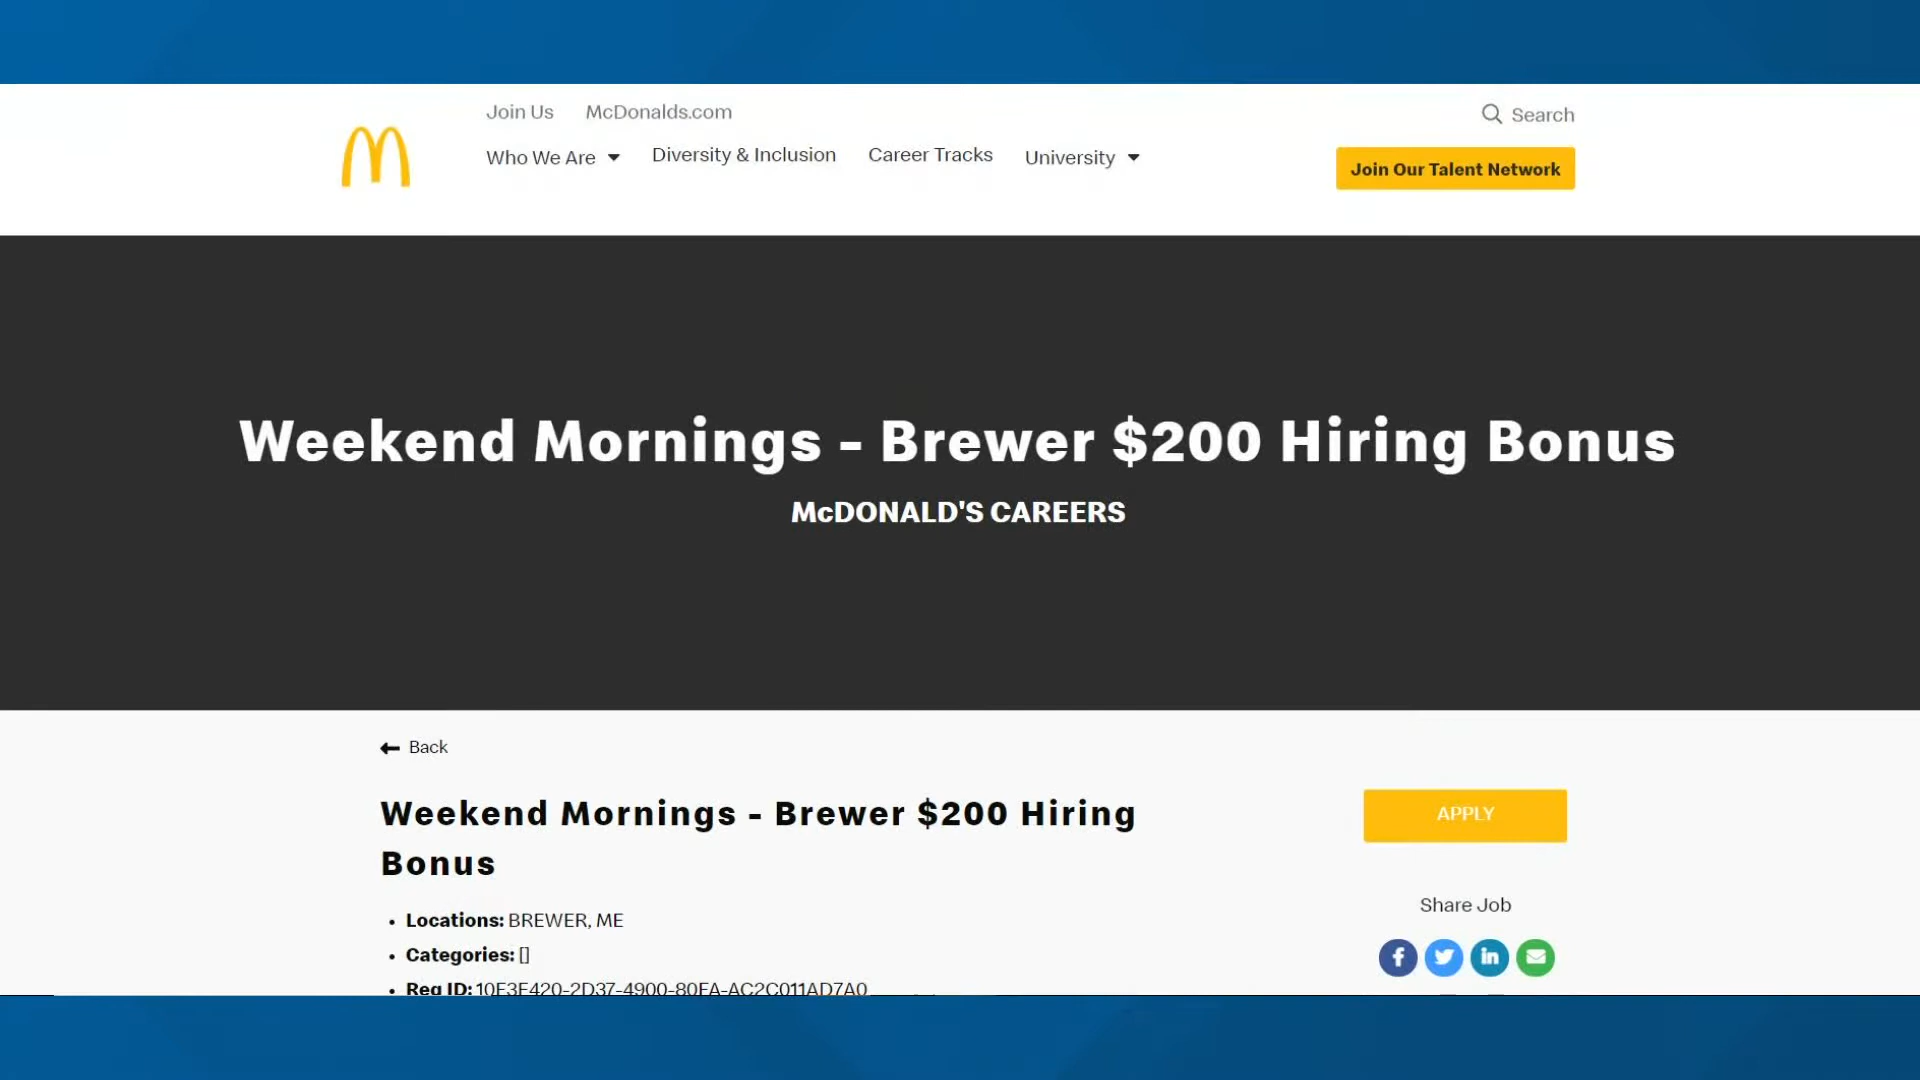 Join Us McDonalds.com
Search
Who We Are Diversity & Inclusion Career Tracks University
Join Our Talent Network
Weekend Mornings - Brewer $200 Hiring Bonus
McDONALD'S CAREERS
Back
Weekend Mornings - Brewer $200 Hiring
Bonus
APPLY
• Locations: BREWER, ME
Share Job
• Categories: []
• Req ID: